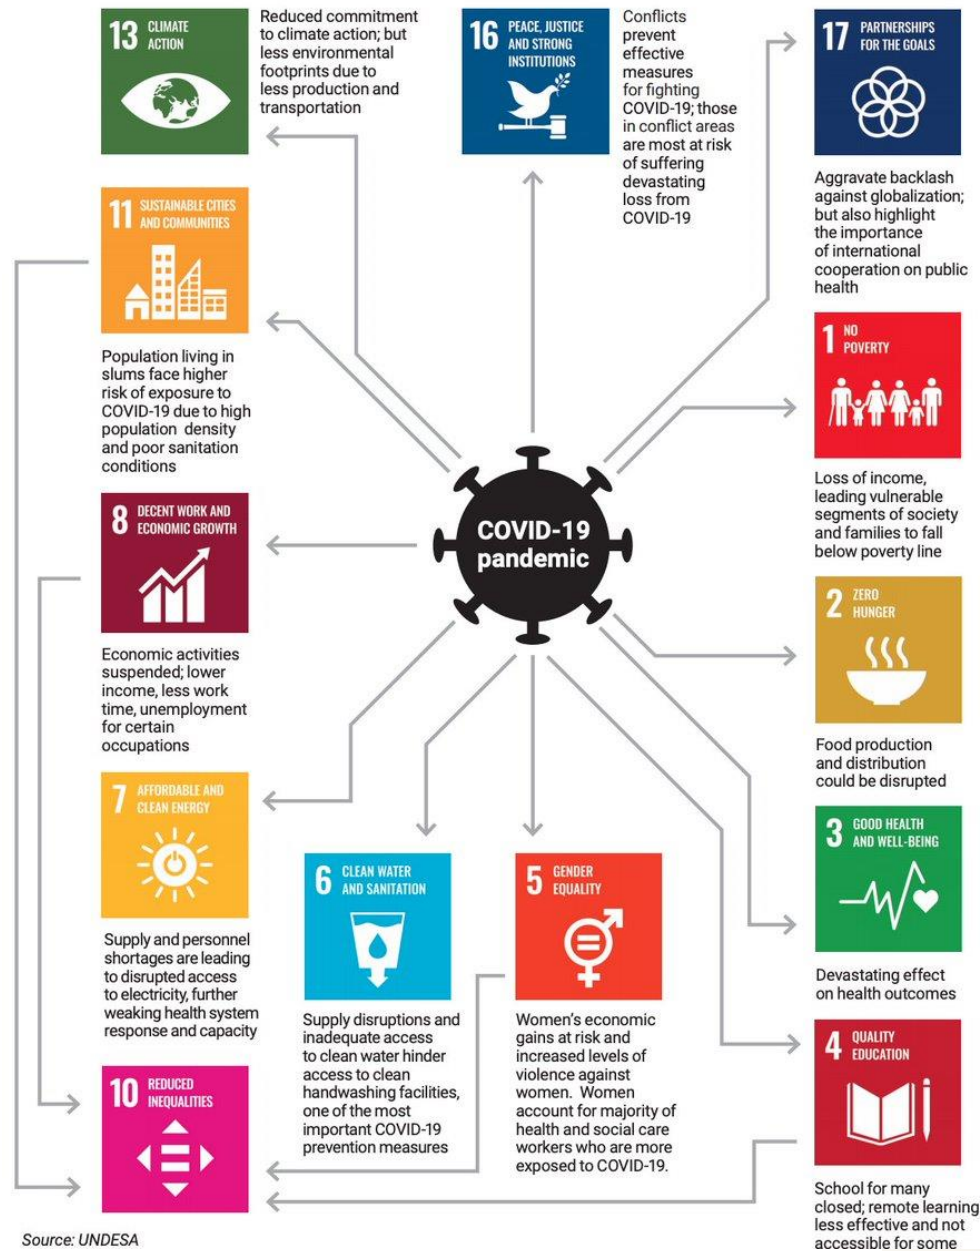 13 CLIMATE
ACTION
Reduced commitment
to climate action; but
less environmental
footprints due to
less production and
transportation
16 PEACE, JUSTICE
AND STRONG
INSTITUTIONS
Conflicts
prevent
effective
measures
for fighting
COVID-19; those
in conflict areas
are most at risk
of suffering
devastating
loss from
COVID-19
17 PARTNERSHIPS
FOR THE GOALS
Aggravate backlash
against globalization;
but also highlight
the importance
of international
cooperation on public
health
11 SUSTAINABLE CITIES
AND COMMUNITIES
Population living in
slums face higher
risk of exposure to
COVID-19 due to high
population density
and poor sanitation
conditions
1 NO
POVERTY
Loss of income,
leading vulnerable
segments of society
and families to fall
below poverty line
COVID-19
pandemic
8 DECENT WORK AND
ECONOMIC GROWTH
Economic activities
suspended; lower
income, less work
time, unemployment
for certain
occupations
2 ZERO
HUNGER
Food production
and distribution
could be disrupted
7 AFFORDABLE AND
CLEAN ENERGY
Supply and personnel
shortages are leading
to disrupted access
to electricity, further
weaking health system
response and capacity
6 CLEAN WATER
AND SANITATION
Supply disruptions and
inadequate access
to clean water hinder
access to clean
handwashing facilities,
one of the most
important COVID-19
prevention measures
5 GENDER
EQUALITY
Women's economic
gains at risk and
increased levels of
violence against
women. Women
account for majority of
health and social care
workers who are more
exposed to COVID-19.
3 GOOD HEALTH
AND WELL-BEING
Devastating effect
on health outcomes
4 QUALITY
EDUCATION
School for many
closed; remote learning
less effective and not
accessible for some
10 REDUCED
INEQUALITIES
Source: UNDESA